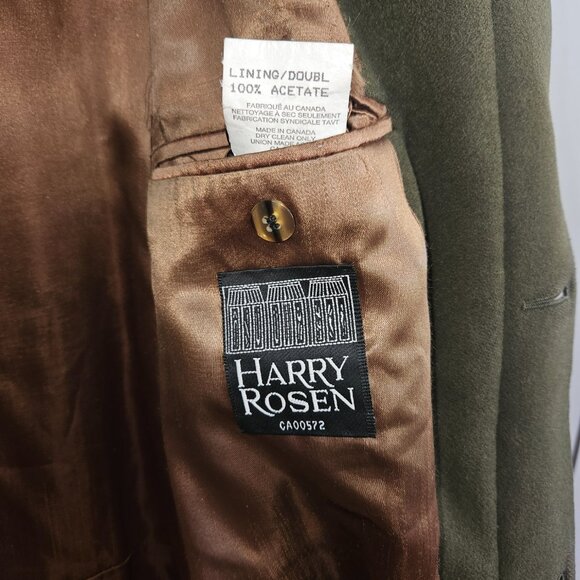 LINING/DOUBL
100% ACETATE
FABRIQUÉ AU CANADA
NETTOYAGE À SEC SEULEMENT
FABRICATION SYNDICALE TAVT
MADE IN CANADA
DRY CLEAN ONLY
UNION MADE
HARRY
ROSEN
CA00572